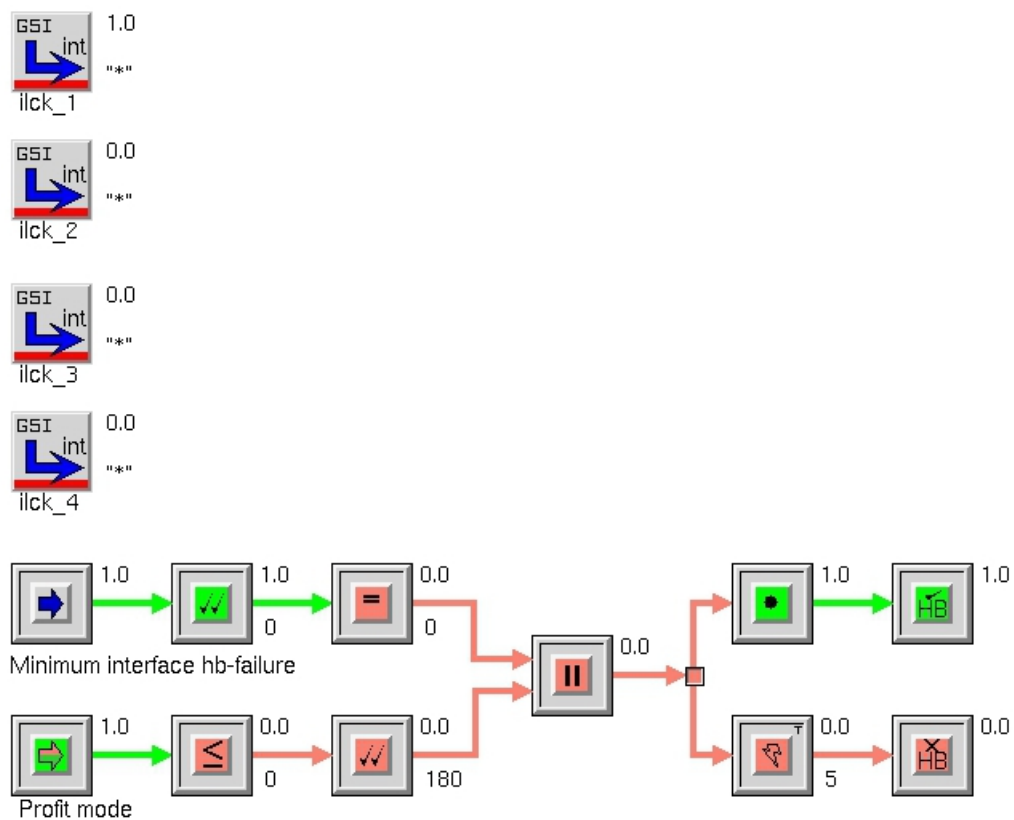 GSI 1.0
int
"*"
ilck_1
GSI 0.0
int
"*"
ilck_2
GSI 0.0
int
"*"
ilck_3
GSI 0.0
int
"*"
ilck_4
1.0 1.0 0.0 1.0 1.0
= HB
0 0
Minimum interface hb-failure
0.0
II
1.0 0.0 0.0 T 0.0 0.0
≤ X HB
0 180 5
Profit mode